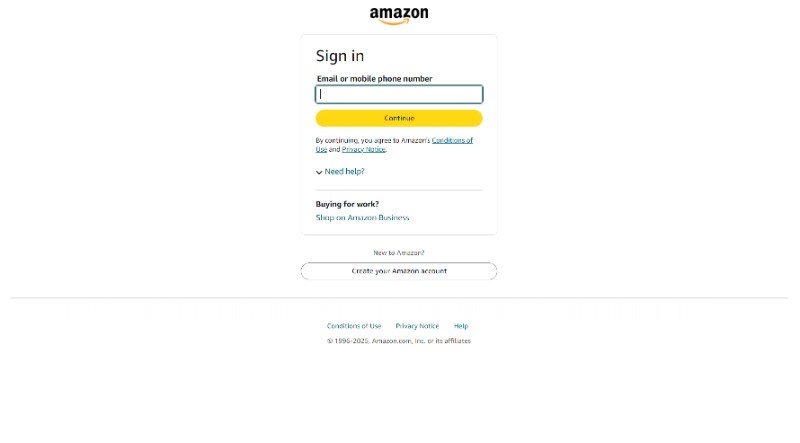 amazon
Sign in
Email or mobile phone number
Continue
By continuing, you agree to Amazon's Conditions of
Use and Privacy Notice.
Need help?
Buying for work?
Shop on Amazon Business
New to Amazon?
Create your Amazon account
Conditions of Use Privacy Notice Help
© 1996-2025, Amazon.com, Inc. or its affiliates